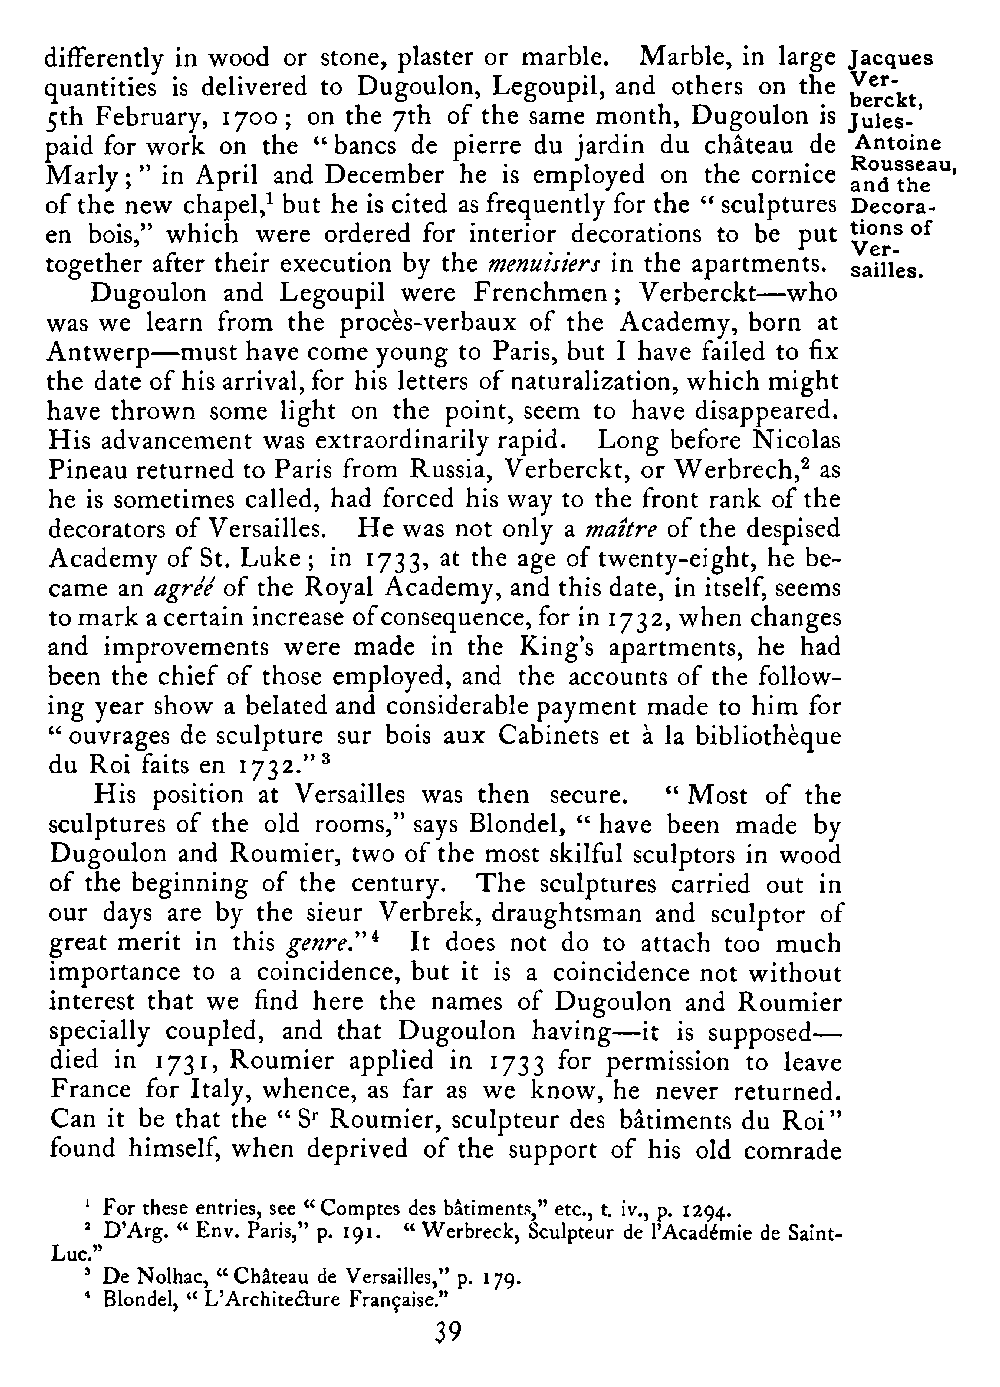 differently in wood or stone, plaster or marble. Marble, in large
quantities is delivered to Dugoulon, Legoupil, and others on the
5th February, 1700; on the 7th of the same month, Dugoulon is
paid for work on the “bancs de pierre du jardin du château de
Marly;” in April and December he is employed on the cornice
of the new chapel,¹ but he is cited as frequently for the “sculptures
en bois,” which were ordered for interior decorations to be put
together after their execution by the menuisiers in the apartments.
Jacques
Ver-
berckt,
Jules-
Antoine
Rousseau,
and the
Decora-
tions of
Ver-
sailles.
Dugoulon and Legoupil were Frenchmen; Verberckt—who
was we learn from the procès-verbaux of the Academy, born at
Antwerp—must have come young to Paris, but I have failed to fix
the date of his arrival, for his letters of naturalization, which might
have thrown some light on the point, seem to have disappeared.
His advancement was extraordinarily rapid. Long before Nicolas
Pineau returned to Paris from Russia, Verberckt, or Werbrech,² as
he is sometimes called, had forced his way to the front rank of the
decorators of Versailles. He was not only a maître of the despised
Academy of St. Luke; in 1733, at the age of twenty-eight, he be-
came an agréé of the Royal Academy, and this date, in itself, seems
to mark a certain increase of consequence, for in 1732, when changes
and improvements were made in the King’s apartments, he had
been the chief of those employed, and the accounts of the follow-
ing year show a belated and considerable payment made to him for
“ouvrages de sculpture sur bois aux Cabinets et à la bibliothèque
du Roi faits en 1732.”³
His position at Versailles was then secure. “Most of the
sculptures of the old rooms,” says Blondel, “have been made by
Dugoulon and Roumier, two of the most skilful sculptors in wood
of the beginning of the century. The sculptures carried out in
our days are by the sieur Verbrek, draughtsman and sculptor of
great merit in this genre.”⁴ It does not do to attach too much
importance to a coincidence, but it is a coincidence not without
interest that we find here the names of Dugoulon and Roumier
specially coupled, and that Dugoulon having—it is supposed—
died in 1731, Roumier applied in 1733 for permission to leave
France for Italy, whence, as far as we know, he never returned.
Can it be that the “Sʳ Roumier, sculpteur des bâtiments du Roi”
found himself, when deprived of the support of his old comrade
¹ For these entries, see “Comptes des bâtiments,” etc., t. iv., p. 1294.
² D’Arg. “Env. Paris,” p. 191. “Werbreck, Sculpteur de l’Académie de Saint-
Luc.”
³ De Nolhac, “Château de Versailles,” p. 179.
⁴ Blondel, “L’Architecture Française.”
39